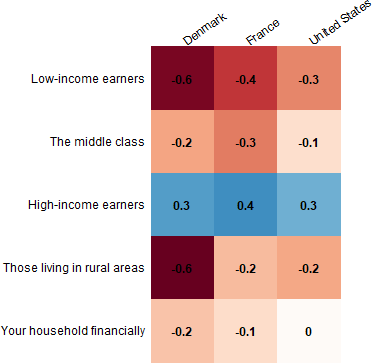 Denmark France United States
Low-income earners -0.6 -0.4 -0.3
The middle class -0.2 -0.3 -0.1
High-income earners 0.3 0.4 0.3
Those living in rural areas -0.6 -0.2 -0.2
Your household financially -0.2 -0.1 0